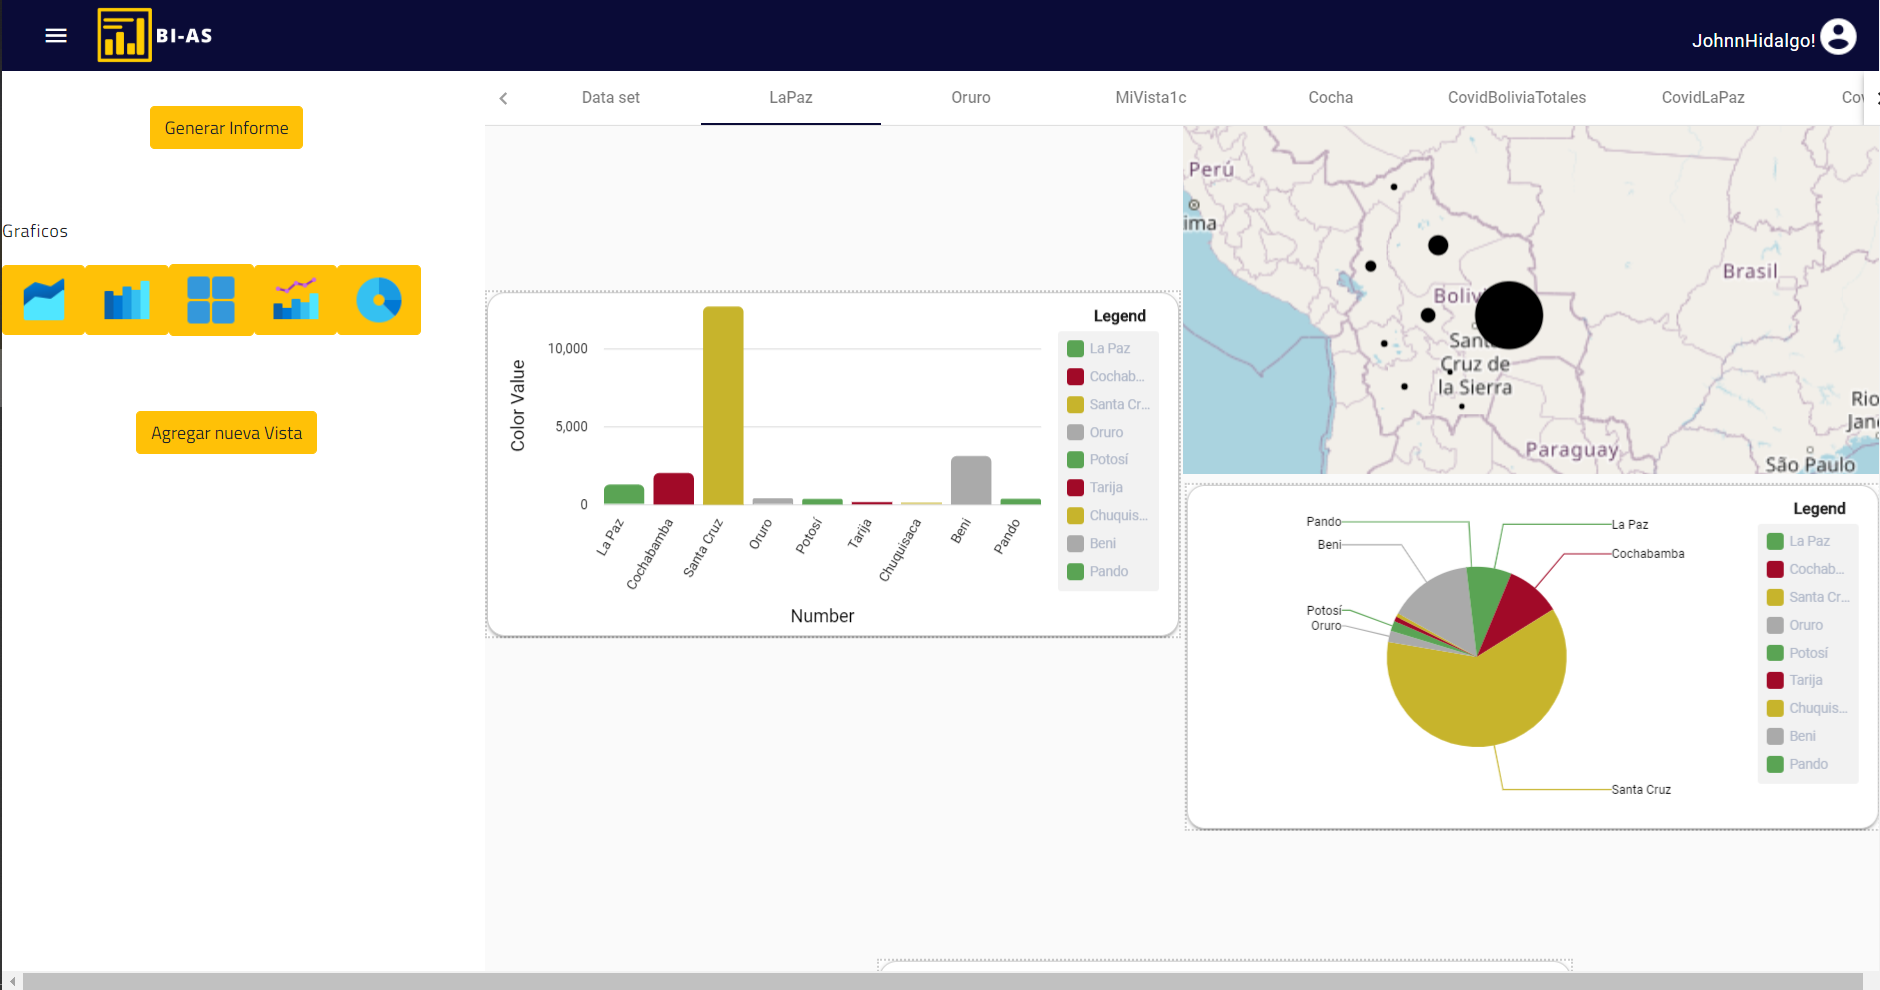 BI-AS
JohnnHidalgo!
Generar Informe
Graficos
Agregar nueva Vista
Data set
LaPaz
Oruro
MiVista1c
Cocha
CovidBoliviaTotales
CovidLaPaz
Cov
Color Value
10,000
5,000
0
La Paz
Cochabamba
Santa Cruz
Oruro
Potosí
Tarija
Chuquisaca
Beni
Pando
Number
Legend
La Paz
Cochab...
Santa Cr...
Oruro
Potosí
Tarija
Chuquis...
Beni
Pando
Perú
ima
Brasil
Santa
Cruz de
la Sierra
Paraguay
São Paulo
Rio
Jan
Pando
Beni
Potosí
Oruro
La Paz
Cochabamba
Santa Cruz
Legend
La Paz
Cochab...
Santa Cr...
Oruro
Potosí
Tarija
Chuquis...
Beni
Pando